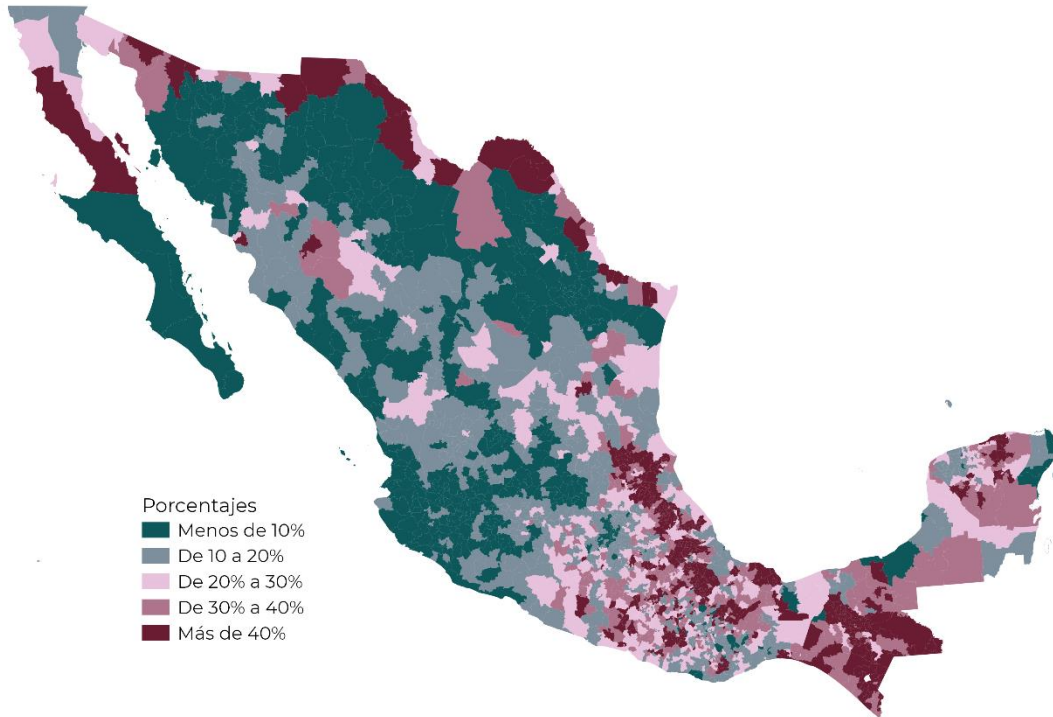 Porcentajes
Menos de 10%
De 10 a 20%
De 20% a 30%
De 30% a 40%
Más de 40%